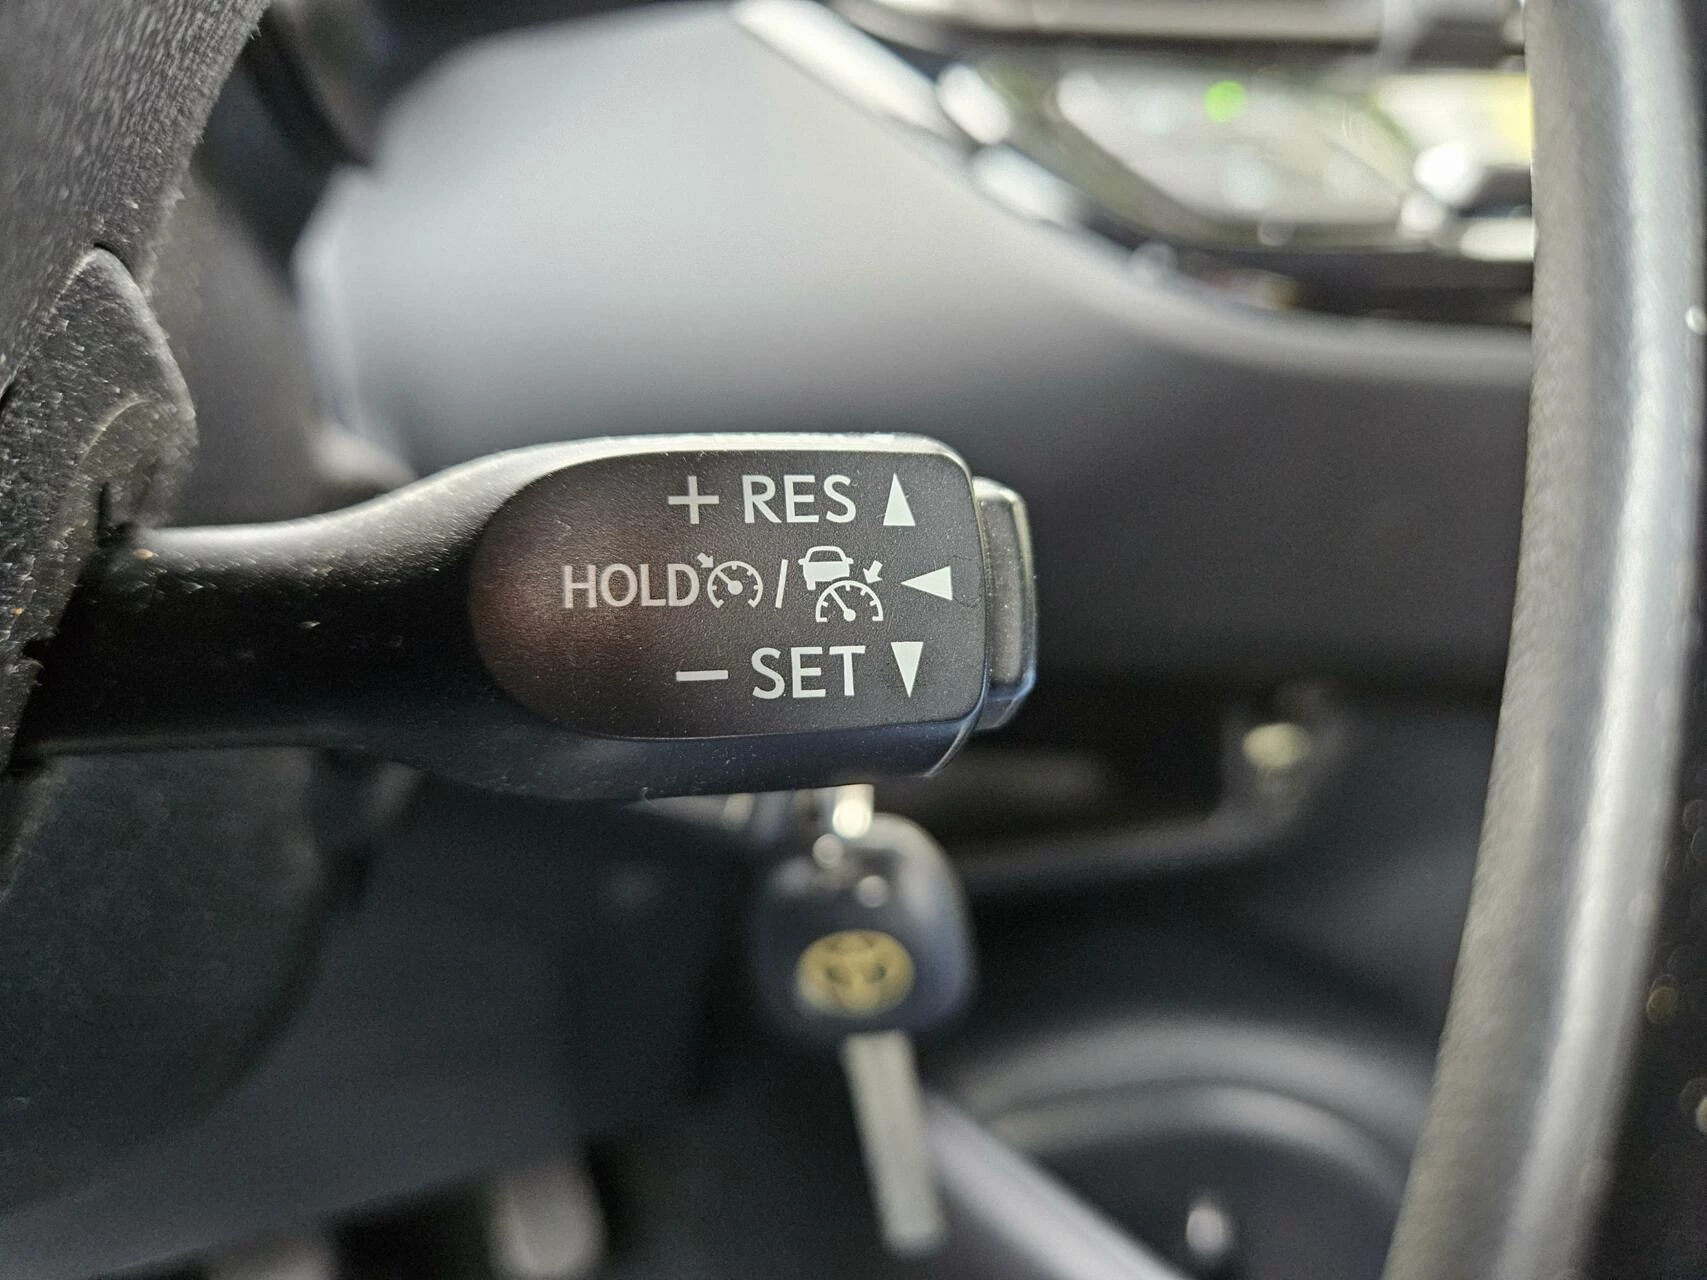 + RES ▲
HOLD / ◀
− SET ▼